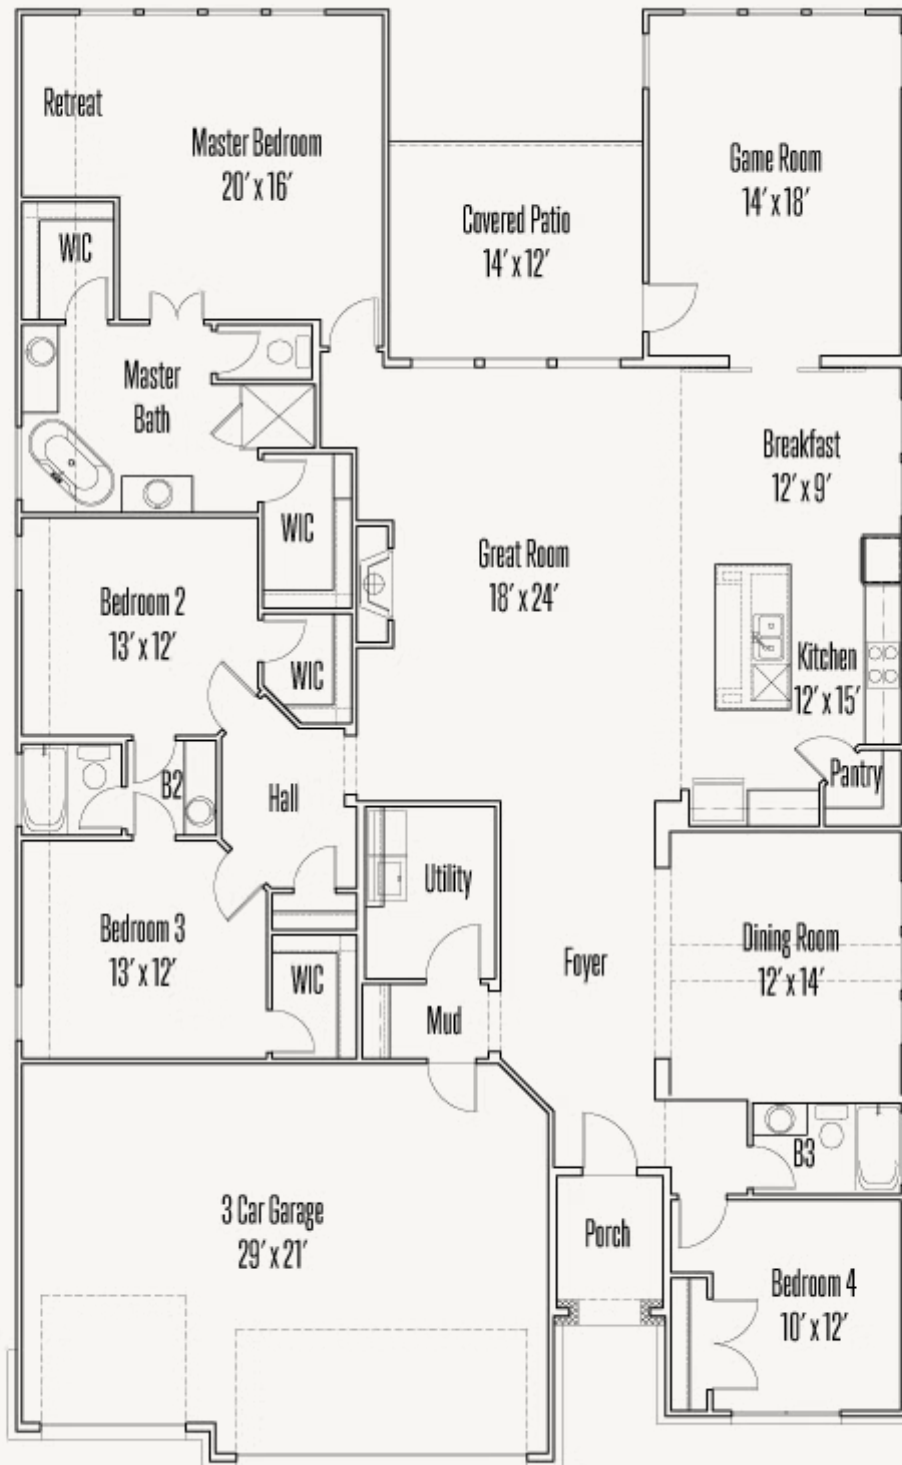 Retreat
Master Bedroom
20' x 16'
Game Room
14' x 18'
Covered Patio
14' x 12'
WIC
Master
Bath
Breakfast
12' x 9'
WIC
Great Room
18' x 24'
Bedroom 2
13' x 12'
WIC
Kitchen
12' x 15'
Pantry
B2
Hall
Utility
Bedroom 3
13' x 12'
WIC
Mud
Foyer
Dining Room
12' x 14'
B3
3 Car Garage
29' x 21'
Porch
Bedroom 4
10' x 12'